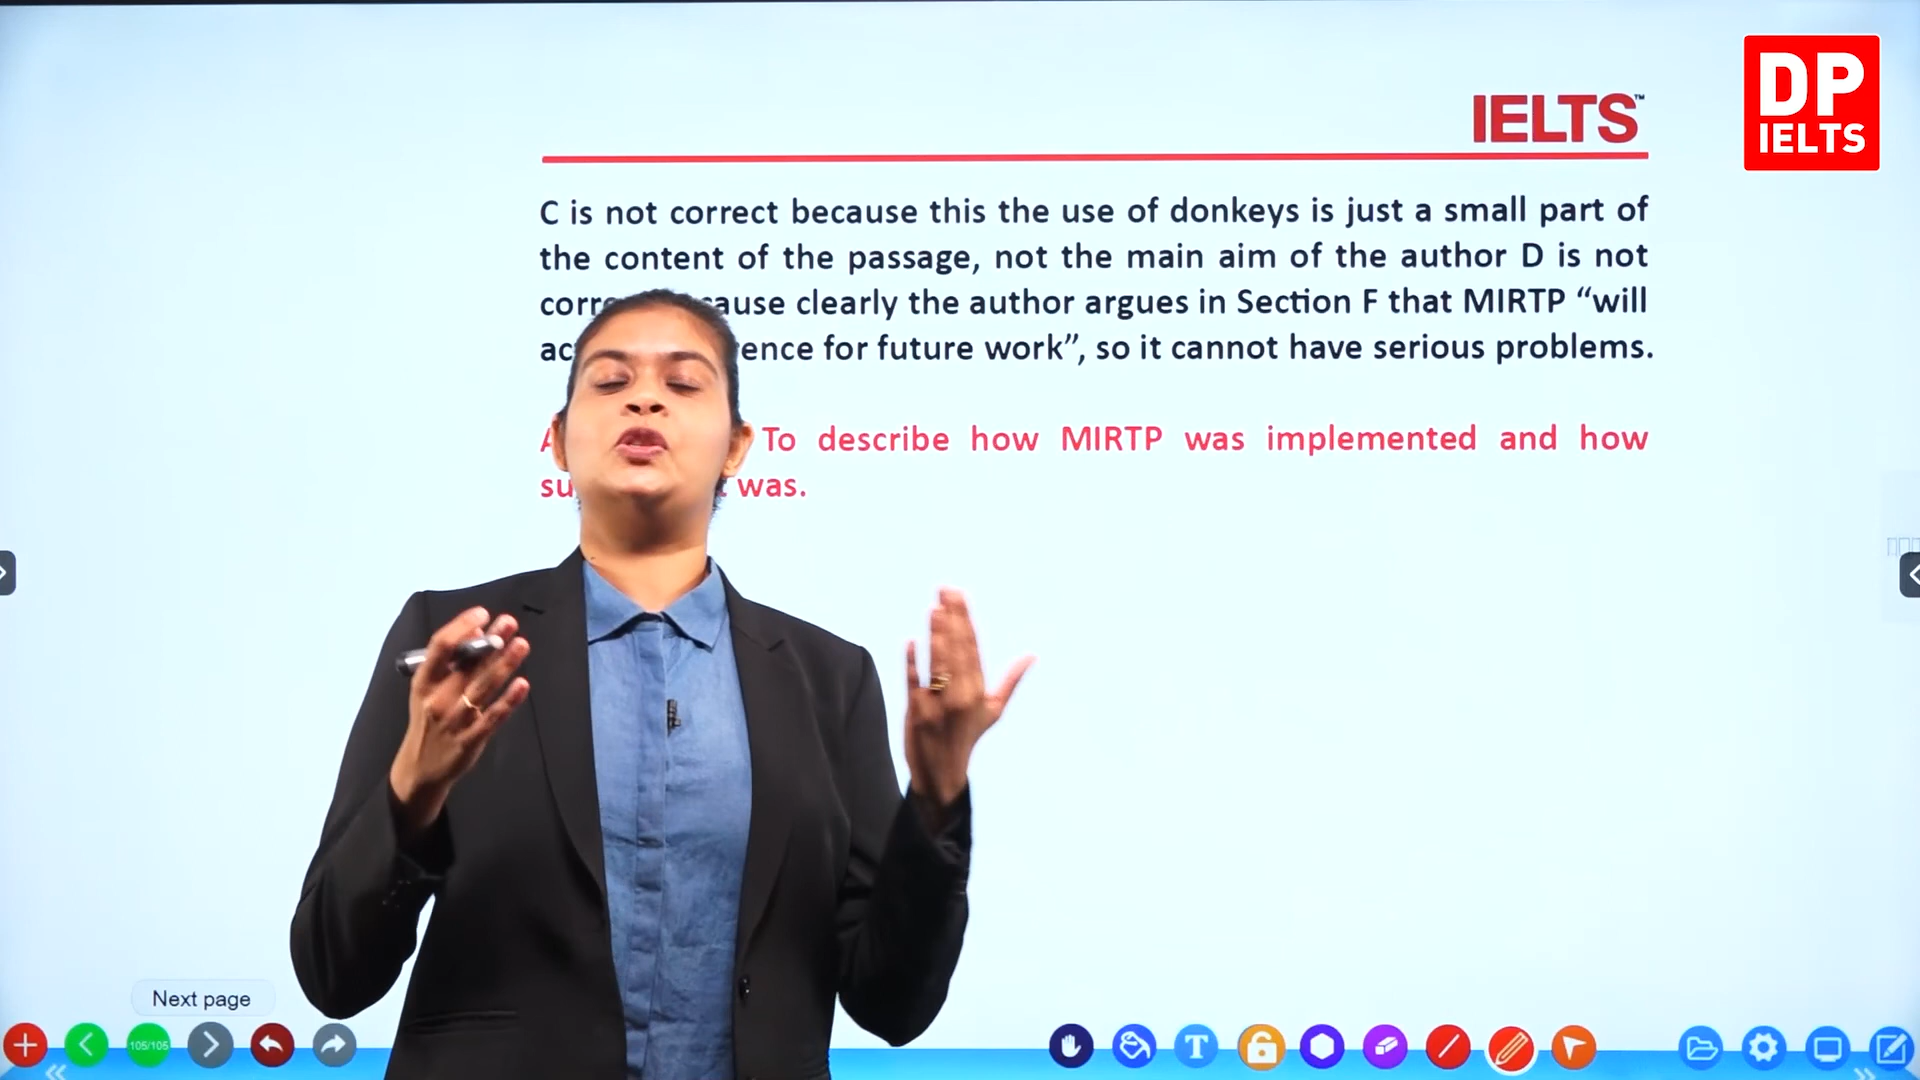 DP
IELTS
IELTS™
C is not correct because this the use of donkeys is just a small part of
the content of the passage, not the main aim of the author D is not
clearly the author argues in Section F that MIRTP “will
for future work”, so it cannot have serious problems.
To describe how MIRTP was implemented and how
was.
Next page
105/105
T